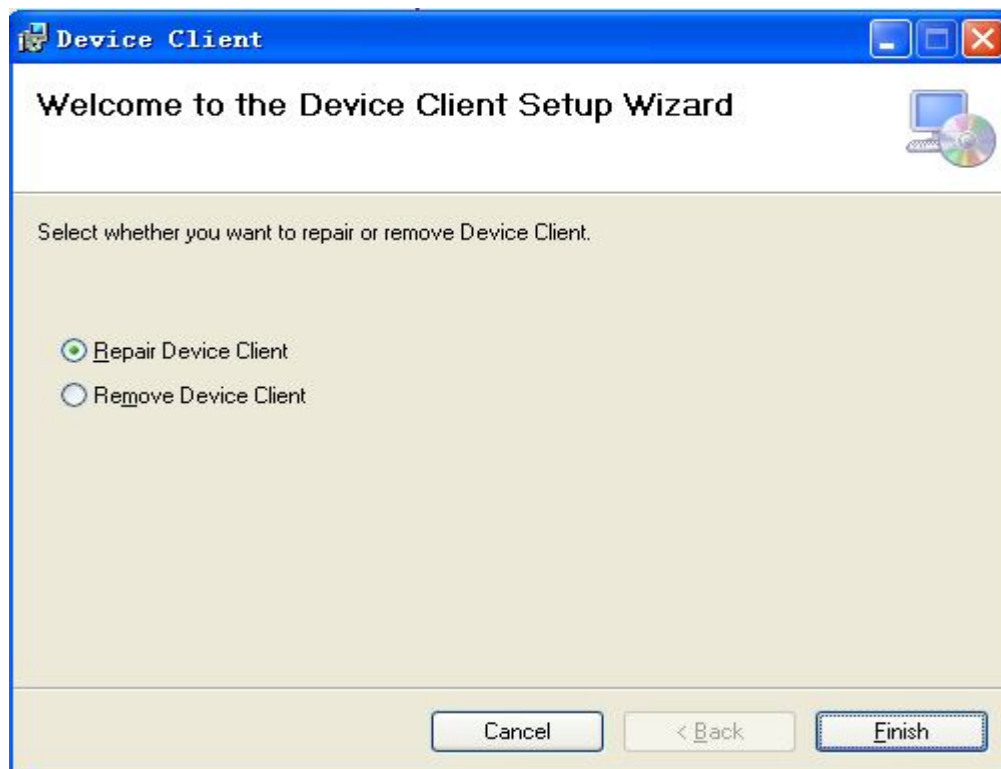 Device Client
Welcome to the Device Client Setup Wizard
Select whether you want to repair or remove Device Client.
Repair Device Client
Remove Device Client
Cancel
< Back
Finish